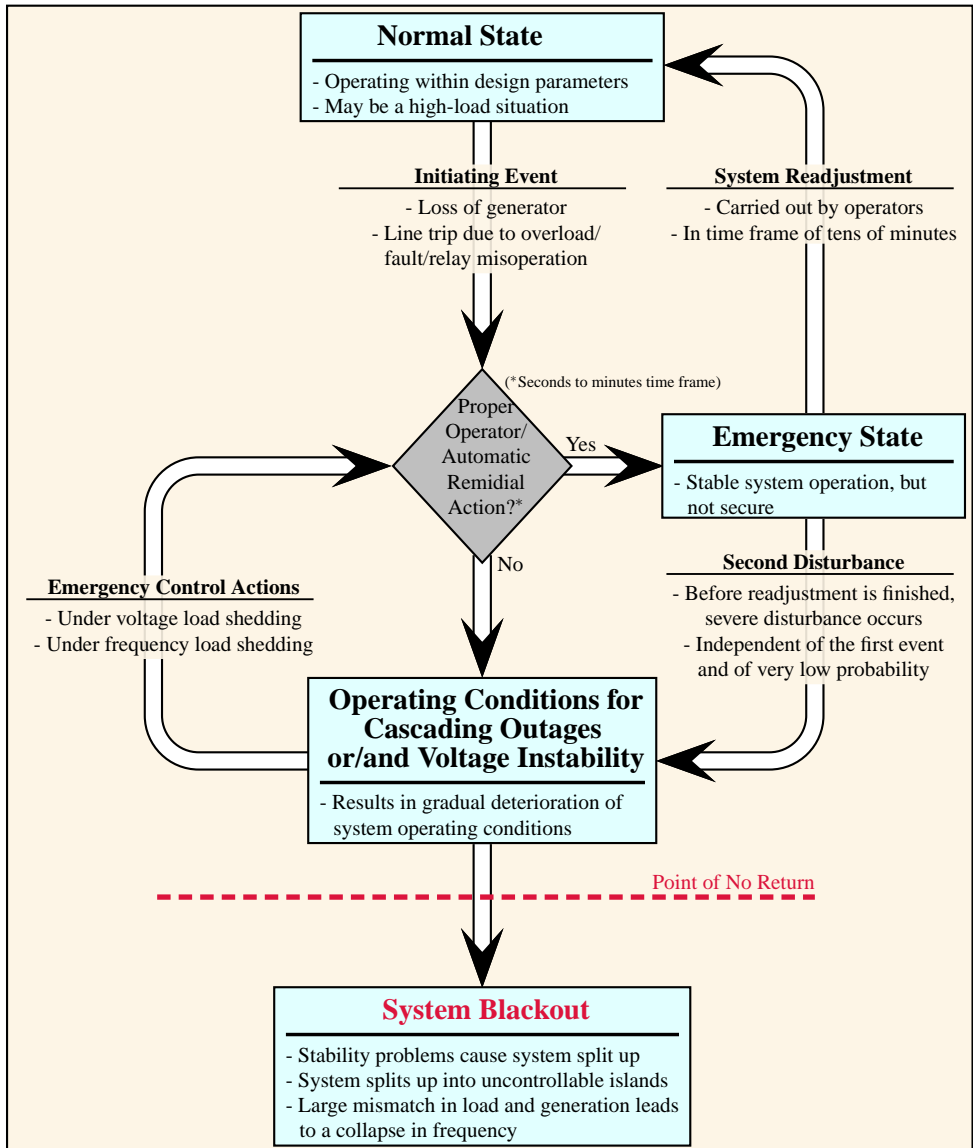 Normal State
- Operating within design parameters
- May be a high-load situation
Initiating Event
- Loss of generator
- Line trip due to overload/
fault/relay misoperation
System Readjustment
- Carried out by operators
- In time frame of tens of minutes
(*Seconds to minutes time frame)
Proper
Operator/
Automatic
Remidial
Action?*
Yes
No
Emergency State
- Stable system operation, but
not secure
Emergency Control Actions
- Under voltage load shedding
- Under frequency load shedding
Second Disturbance
- Before readjustment is finished,
severe disturbance occurs
- Independent of the first event
and of very low probability
Operating Conditions for
Cascading Outages
or/and Voltage Instability
- Results in gradual deterioration of
system operating conditions
Point of No Return
System Blackout
- Stability problems cause system split up
- System splits up into uncontrollable islands
- Large mismatch in load and generation leads
to a collapse in frequency